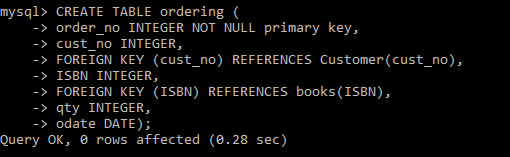 mysql> CREATE TABLE ordering (
-> order_no INTEGER NOT NULL primary key,
-> cust_no INTEGER,
-> FOREIGN KEY (cust_no) REFERENCES Customer(cust_no),
-> ISBN INTEGER,
-> FOREIGN KEY (ISBN) REFERENCES books(ISBN),
-> qty INTEGER,
-> odate DATE);
Query OK, 0 rows affected (0.28 sec)